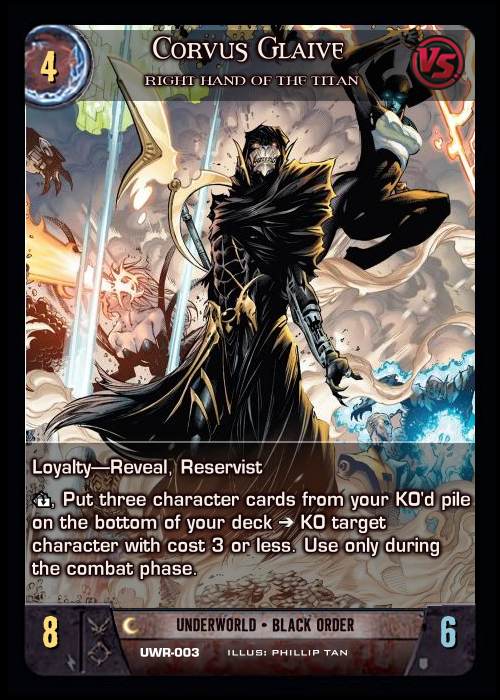 4
Corvus Glaive
VS.
Right Hand of the Titan
Loyalty—Reveal, Reservist
, Put three character cards from your KO'd pile
on the bottom of your deck ➔ KO target
character with cost 3 or less. Use only during
the combat phase.
8
UNDERWORLD • BLACK ORDER
6
UWR-003 ILLUS: PHILLIP TAN